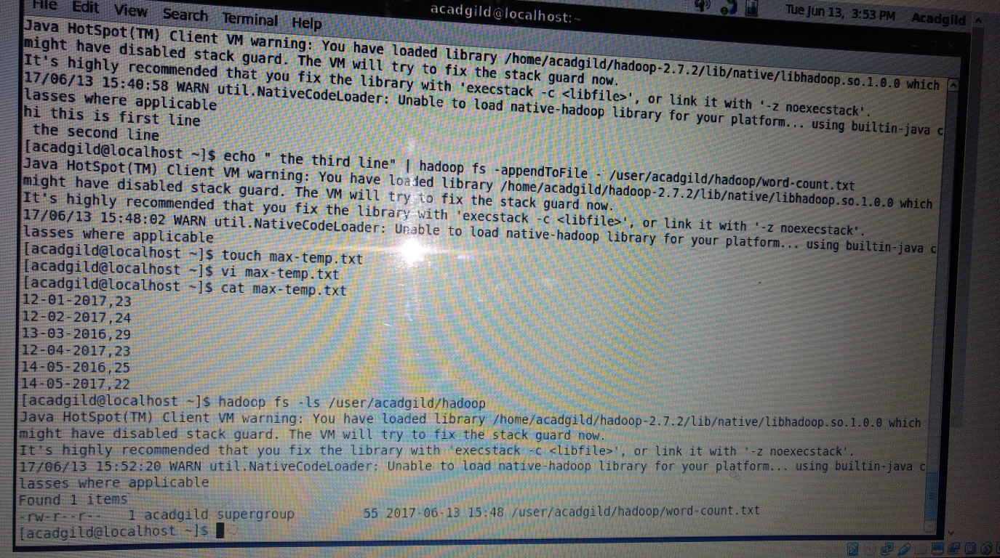 File Edit View Search Terminal Help
acadgild@localhost:~
Tue Jun 13, 3:53 PM Acadgild
Java HotSpot(TM) Client VM warning: You have loaded library /home/acadgild/hadoop-2.7.2/lib/native/libhadoop.so.1.0.0 which
might have disabled stack guard. The VM will try to fix the stack guard now.
It's highly recommended that you fix the library with 'execstack -c <libfile>', or link it with '-z noexecstack'.
17/06/13 15:40:58 WARN util.NativeCodeLoader: Unable to load native-hadoop library for your platform... using builtin-java c
lasses where applicable
hi this is first line
 the second line
[acadgild@localhost ~]$ echo " the third line" | hadoop fs -appendToFile - /user/acadgild/hadoop/word-count.txt
Java HotSpot(TM) Client VM warning: You have loaded library /home/acadgild/hadoop-2.7.2/lib/native/libhadoop.so.1.0.0 which
might have disabled stack guard. The VM will try to fix the stack guard now.
It's highly recommended that you fix the library with 'execstack -c <libfile>', or link it with '-z noexecstack'.
17/06/13 15:48:02 WARN util.NativeCodeLoader: Unable to load native-hadoop library for your platform... using builtin-java c
lasses where applicable
[acadgild@localhost ~]$ touch max-temp.txt
[acadgild@localhost ~]$ vi max-temp.txt
[acadgild@localhost ~]$ cat max-temp.txt
12-01-2017,23
12-02-2017,24
13-03-2016,29
12-04-2017,23
14-05-2016,25
14-05-2017,22
[acadgild@localhost ~]$ hadoop fs -ls /user/acadgild/hadoop
Java HotSpot(TM) Client VM warning: You have loaded library /home/acadgild/hadoop-2.7.2/lib/native/libhadoop.so.1.0.0 which
might have disabled stack guard. The VM will try to fix the stack guard now.
It's highly recommended that you fix the library with 'execstack -c <libfile>', or link it with '-z noexecstack'.
17/06/13 15:52:20 WARN util.NativeCodeLoader: Unable to load native-hadoop library for your platform... using builtin-java c
lasses where applicable
Found 1 items
-rw-r--r--   1 acadgild supergroup         55 2017-06-13 15:48 /user/acadgild/hadoop/word-count.txt
[acadgild@localhost ~]$